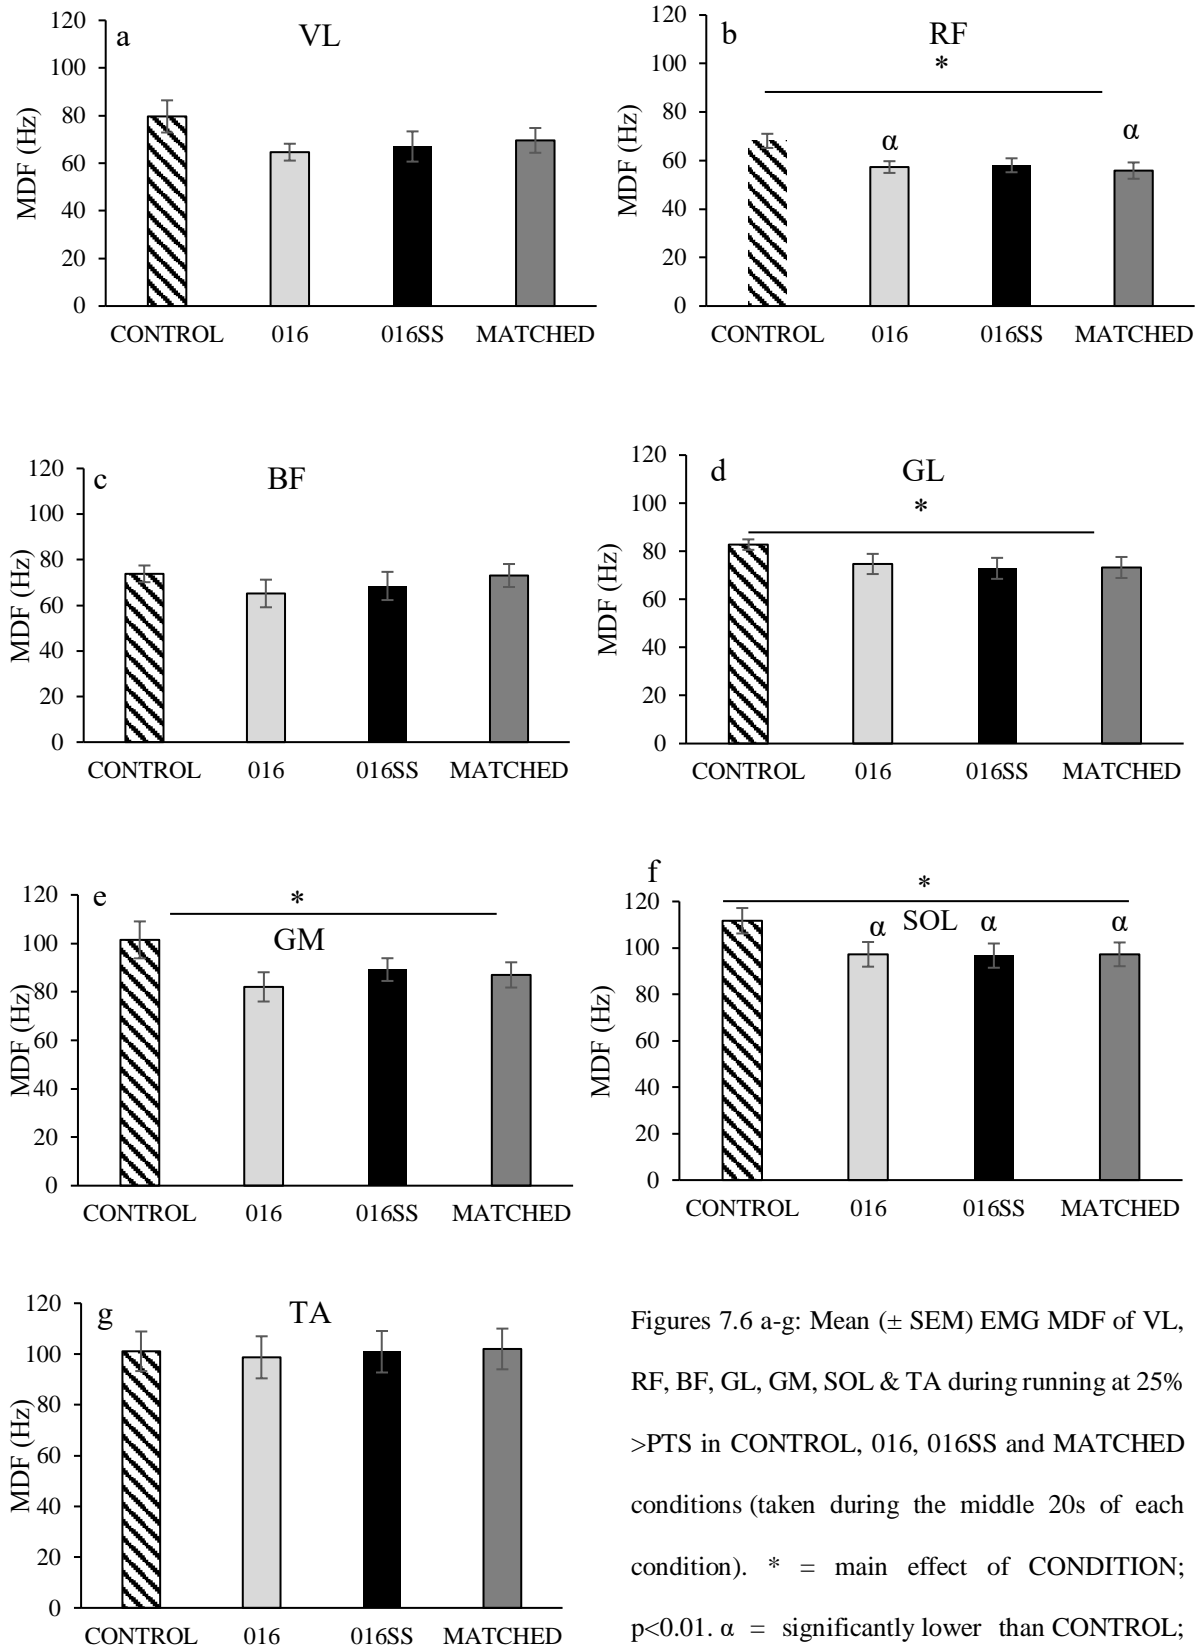 a VL
120
100
80
60
40
20
0
MDF (Hz)
CONTROL 016 016SS MATCHED
b RF
*
α α
120
100
80
60
40
20
0
MDF (Hz)
CONTROL 016 016SS MATCHED
c BF
120
100
80
60
40
20
0
MDF (Hz)
CONTROL 016 016SS MATCHED
d GL
*
120
100
80
60
40
20
0
MDF (Hz)
CONTROL 016 016SS MATCHED
e *
GM
120
100
80
60
40
20
0
MDF (Hz)
CONTROL 016 016SS MATCHED
f *
SOL
α α α
120
100
80
60
40
20
0
MDF (Hz)
CONTROL 016 016SS MATCHED
g TA
120
100
80
60
40
20
0
MDF (Hz)
CONTROL 016 016SS MATCHED
Figures 7.6 a-g: Mean (± SEM) EMG MDF of VL,
RF, BF, GL, GM, SOL & TA during running at 25%
>PTS in CONTROL, 016, 016SS and MATCHED
conditions (taken during the middle 20s of each
condition). * = main effect of CONDITION;
p<0.01. α = significantly lower than CONTROL;